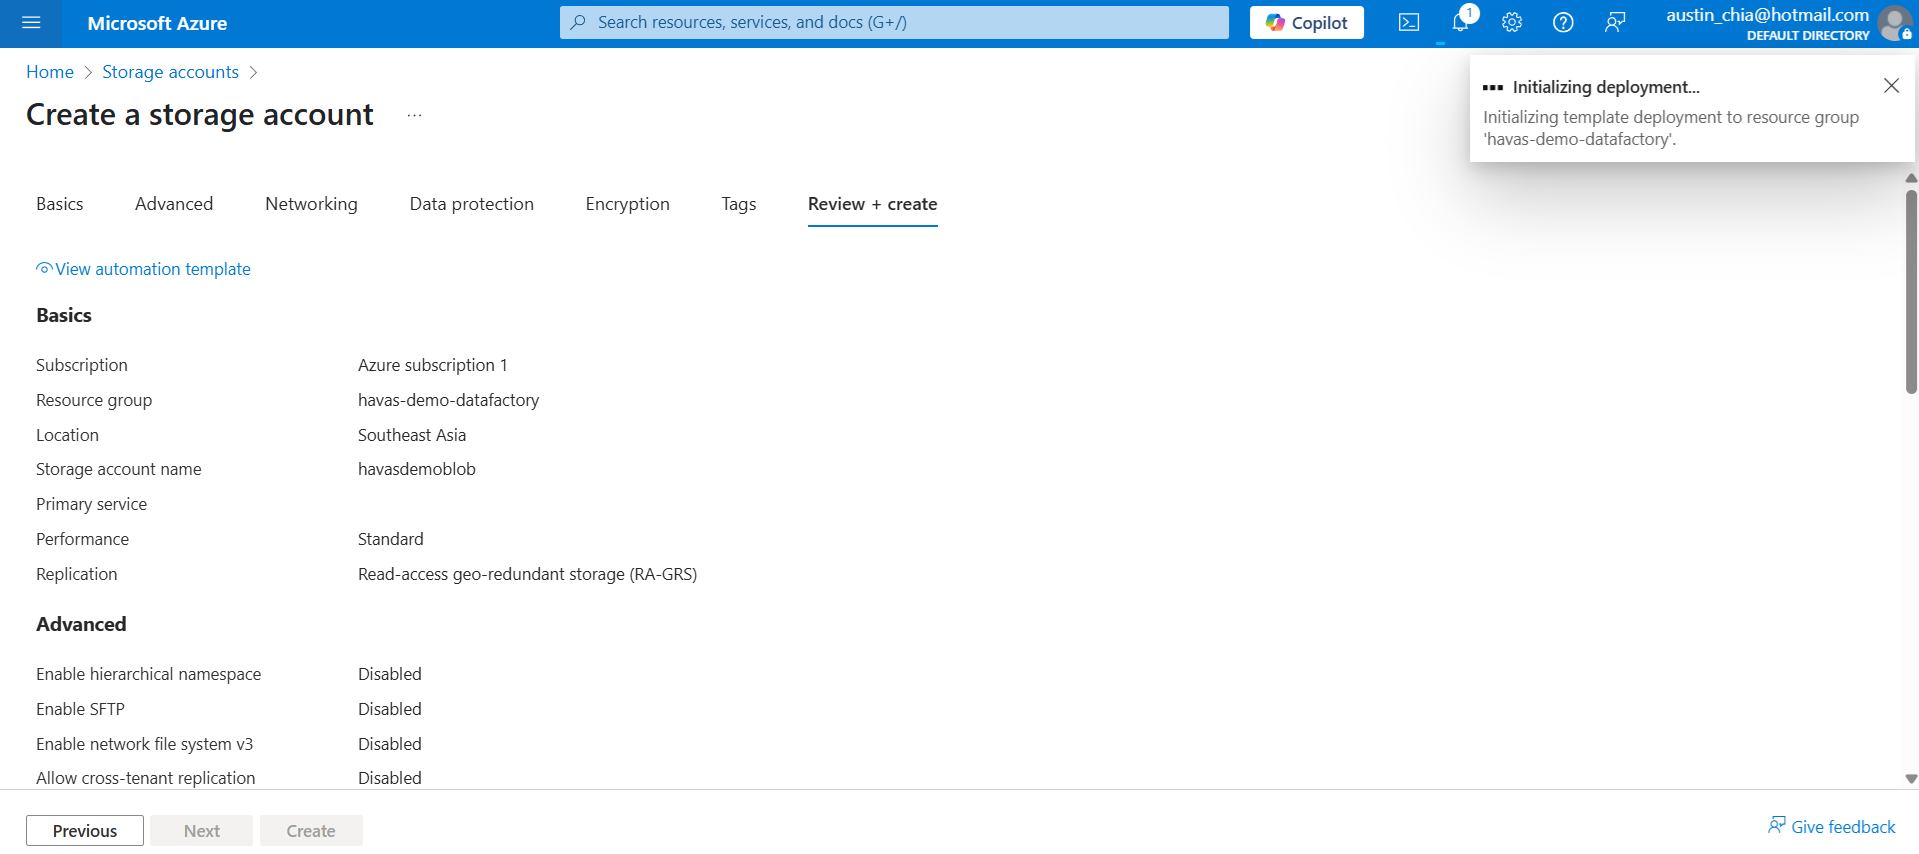 Microsoft Azure
Search resources, services, and docs (G+/)
Copilot
1
austin_chia@hotmail.com
DEFAULT DIRECTORY
Home > Storage accounts >
Create a storage account ...
Initializing deployment...
Initializing template deployment to resource group
'havas-demo-datafactory'.
Basics Advanced Networking Data protection Encryption Tags Review + create
View automation template
Basics
Subscription Azure subscription 1
Resource group havas-demo-datafactory
Location Southeast Asia
Storage account name havasdemoblob
Primary service
Performance Standard
Replication Read-access geo-redundant storage (RA-GRS)
Advanced
Enable hierarchical namespace Disabled
Enable SFTP Disabled
Enable network file system v3 Disabled
Allow cross-tenant replication Disabled
Previous Next Create
Give feedback